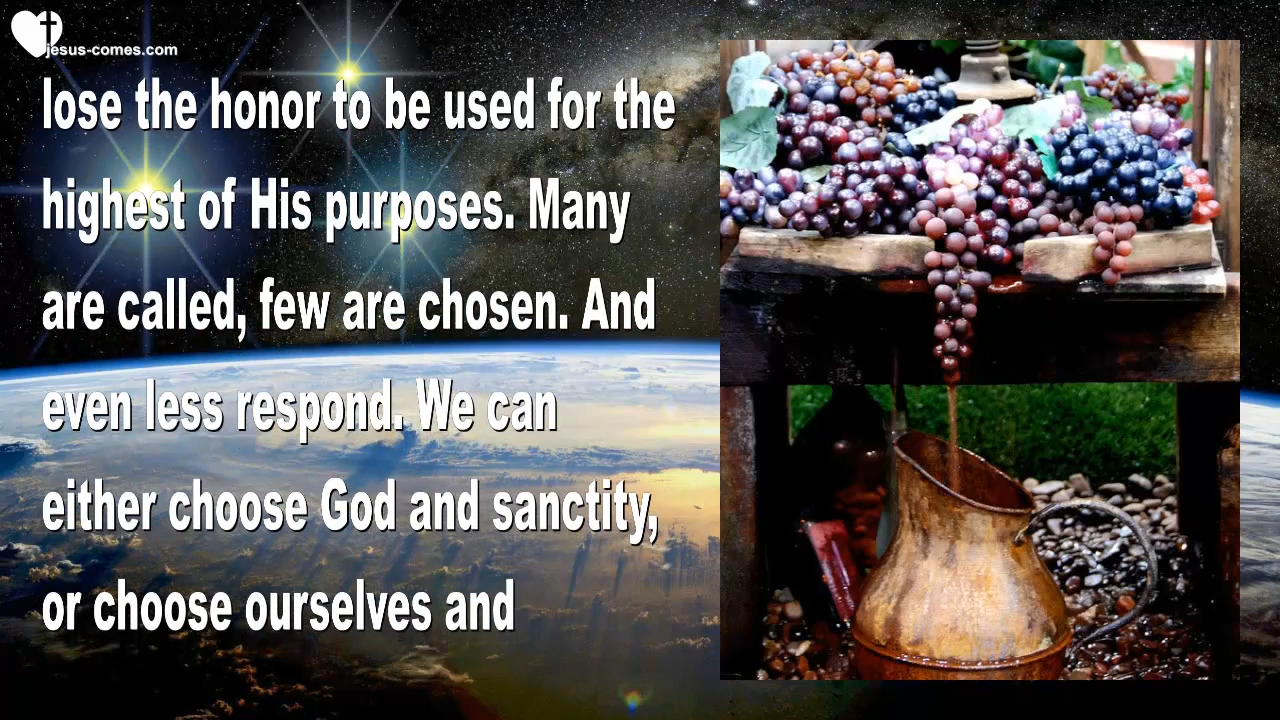 jesus-comes.com
lose the honor to be used for the
highest of His purposes. Many
are called, few are chosen. And
even less respond. We can
either choose God and sanctity,
or choose ourselves and